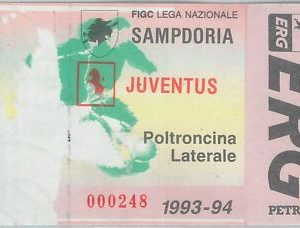 FIGC LEGA NAZIONALE
SAMPDORIA
JUVENTUS
Poltroncina
Laterale
000248
1993-94
ERG
ERG
PETR